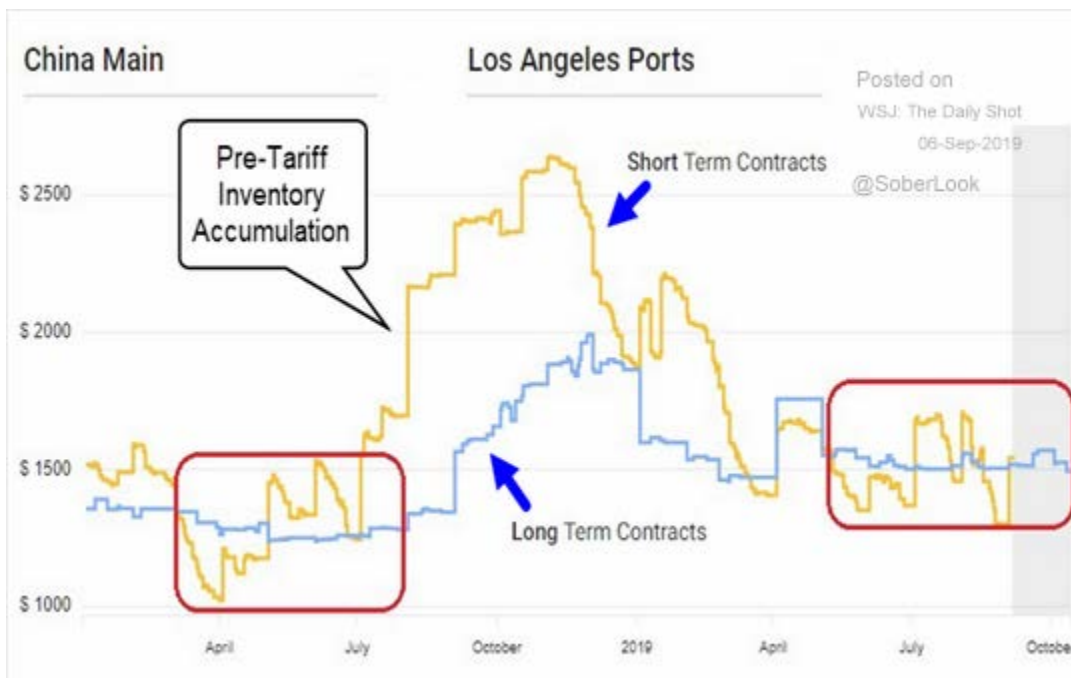 China Main
Los Angeles Ports
Posted on
WSJ: The Daily Shot
06-Sep-2019
@SoberLook
Pre-Tariff
Inventory
Accumulation
Short Term Contracts
Long Term Contracts
$ 2500
$ 2000
$ 1500
$ 1000
April
July
October
2019
April
July
Octobe